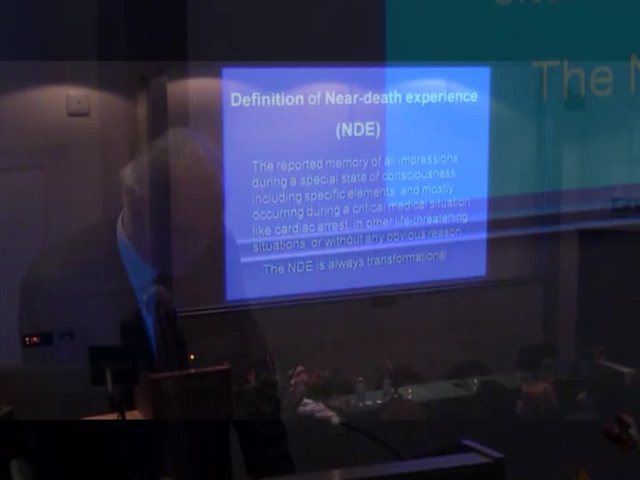 The
Definition of Near-death experience
(NDE)
The reported memory of all impressions
during a special state of consciousness
including specific elements, and mostly
occurring during a critical medical situation
like cardiac arrest, in other life-threatening
situations, or without any obvious reason
The NDE is always transformational